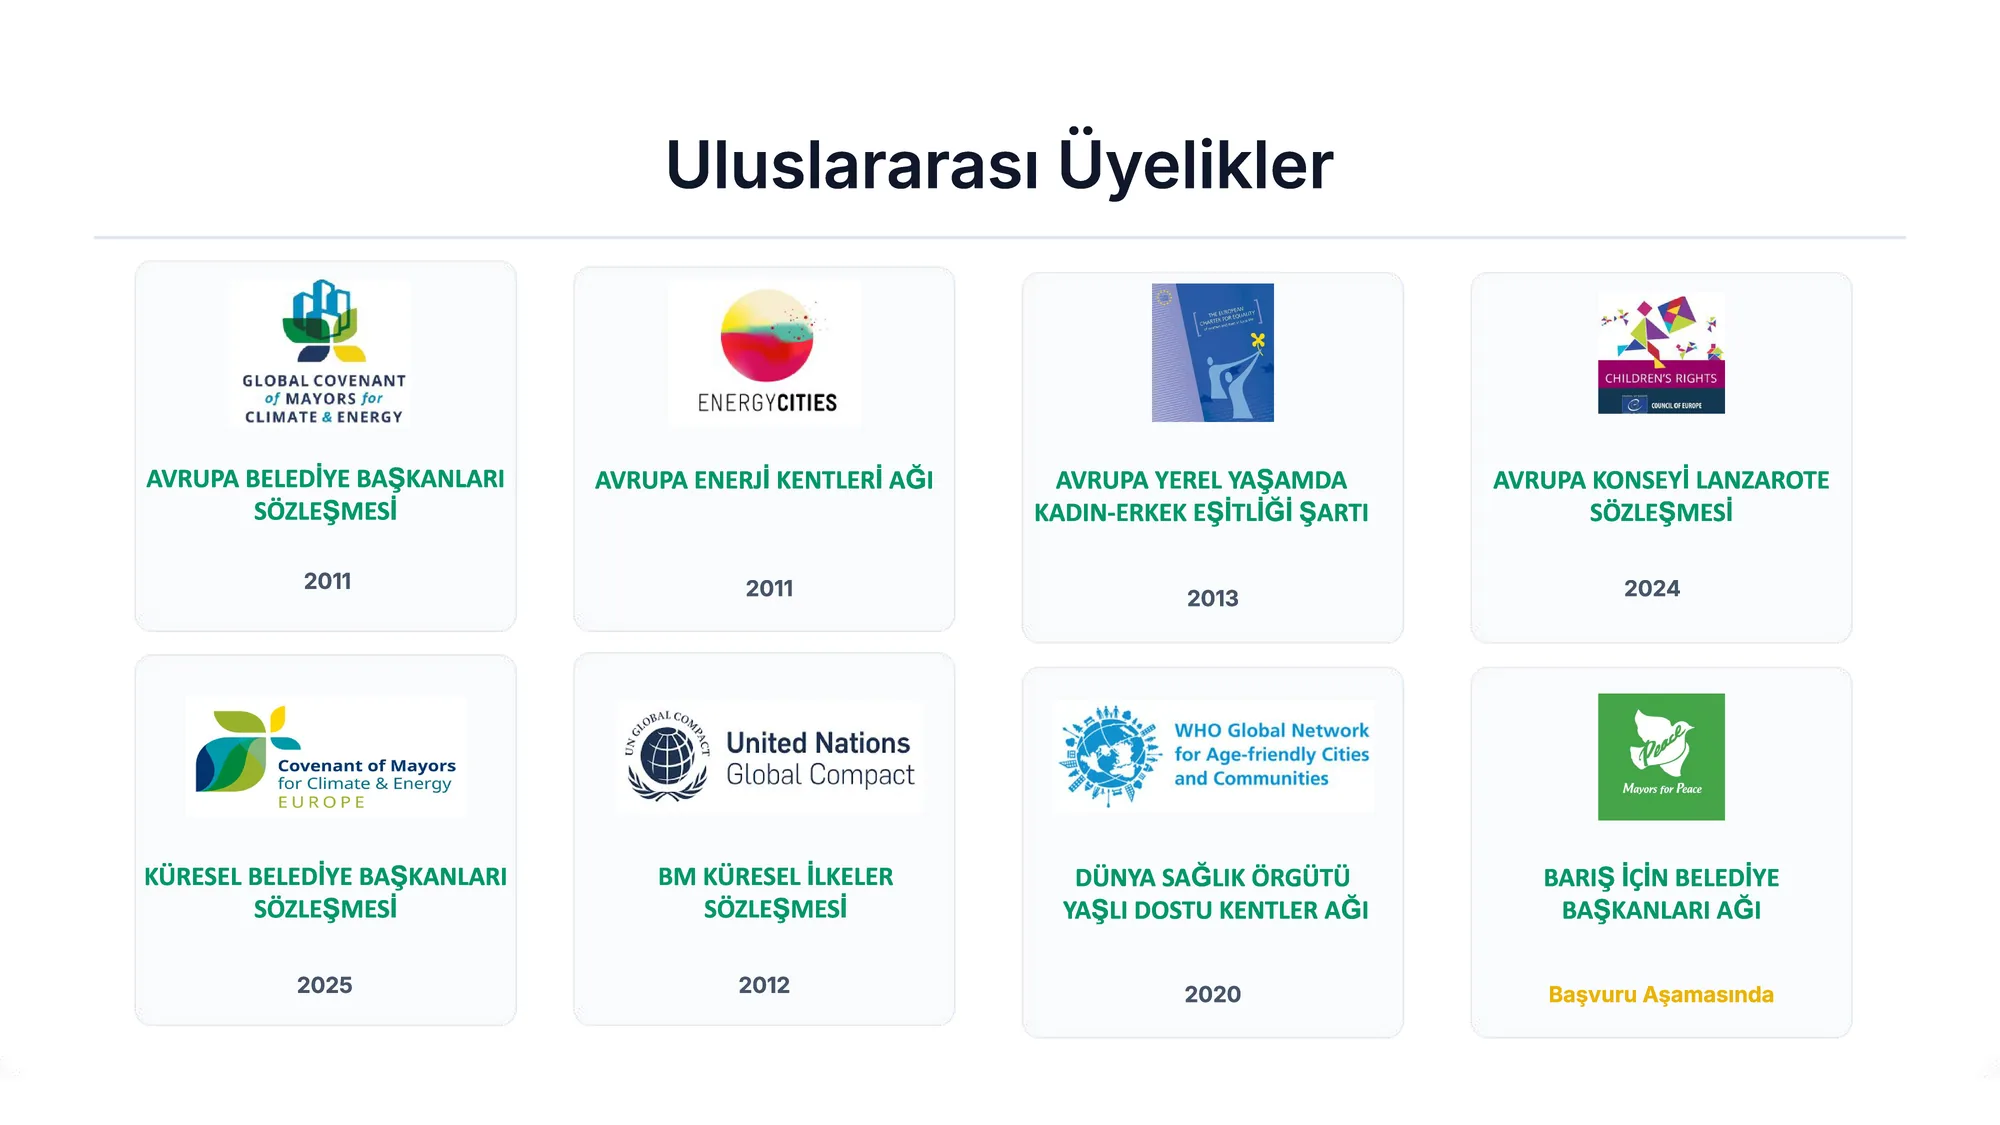 Uluslararası Üyelikler
GLOBAL COVENANT
of MAYORS for
CLIMATE & ENERGY
AVRUPA BELEDİYE BAŞKANLARI
SÖZLEŞMESİ
2011
ENERGYCITIES
AVRUPA ENERJİ KENTLERİ AĞI
2011
THE EUROPEAN
CHARTER FOR EQUALITY
AVRUPA YEREL YAŞAMDA
KADIN-ERKEK EŞİTLİĞİ ŞARTI
2013
CHILDREN'S RIGHTS
COUNCIL OF EUROPE
AVRUPA KONSEYİ LANZAROTE
SÖZLEŞMESİ
2024
Covenant of Mayors
for Climate & Energy
EUROPE
KÜRESEL BELEDİYE BAŞKANLARI
SÖZLEŞMESİ
2025
UN GLOBAL COMPACT
United Nations
Global Compact
BM KÜRESEL İLKELER
SÖZLEŞMESİ
2012
WHO Global Network
for Age-friendly Cities
and Communities
DÜNYA SAĞLIK ÖRGÜTÜ
YAŞLI DOSTU KENTLER AĞI
2020
Peace
Mayors for Peace
BARIŞ İÇİN BELEDİYE
BAŞKANLARI AĞI
Başvuru Aşamasında